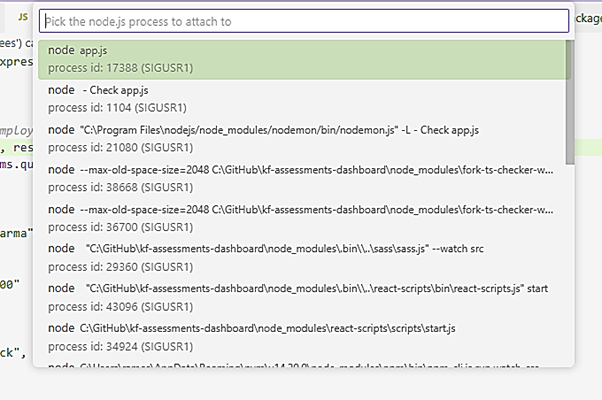 JS
Pick the node.js process to attach to
ackage
ees') ca
node app.js
xpres
process id: 17388 (SIGUSR1)
node - Check app.js
process id: 1104 (SIGUSR1)
mploy
node "C:\Program Files\nodejs/node_modules/nodemon/bin/nodemon.js" -L - Check app.js
, res
process id: 21080 (SIGUSR1)
ms.qu
node --max-old-space-size=2048 C:\GitHub\kf-assessments-dashboard\node_modules\fork-ts-checker-w...
process id: 38668 (SIGUSR1)
node --max-old-space-size=2048 C:\GitHub\kf-assessments-dashboard\node_modules\fork-ts-checker-w...
process id: 36700 (SIGUSR1)
arma"
node "C:\GitHub\kf-assessments-dashboard\node_modules\.bin\\..\sass\sass.js" --watch src
process id: 29360 (SIGUSR1)
00"
node "C:\GitHub\kf-assessments-dashboard\node_modules\.bin\\..\react-scripts\bin\react-scripts.js" start
process id: 43096 (SIGUSR1)
node C:\GitHub\kf-assessments-dashboard\node_modules\react-scripts\scripts\start.js
process id: 34924 (SIGUSR1)
ck",